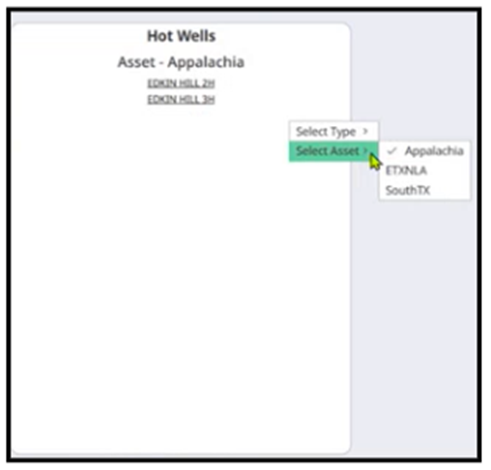 Hot Wells
Asset - Appalachia
EDKIN HILL 2H
EDKIN HILL 3H
Select Type >
Select Asset >
✓ Appalachia
ETXNLA
SouthTX